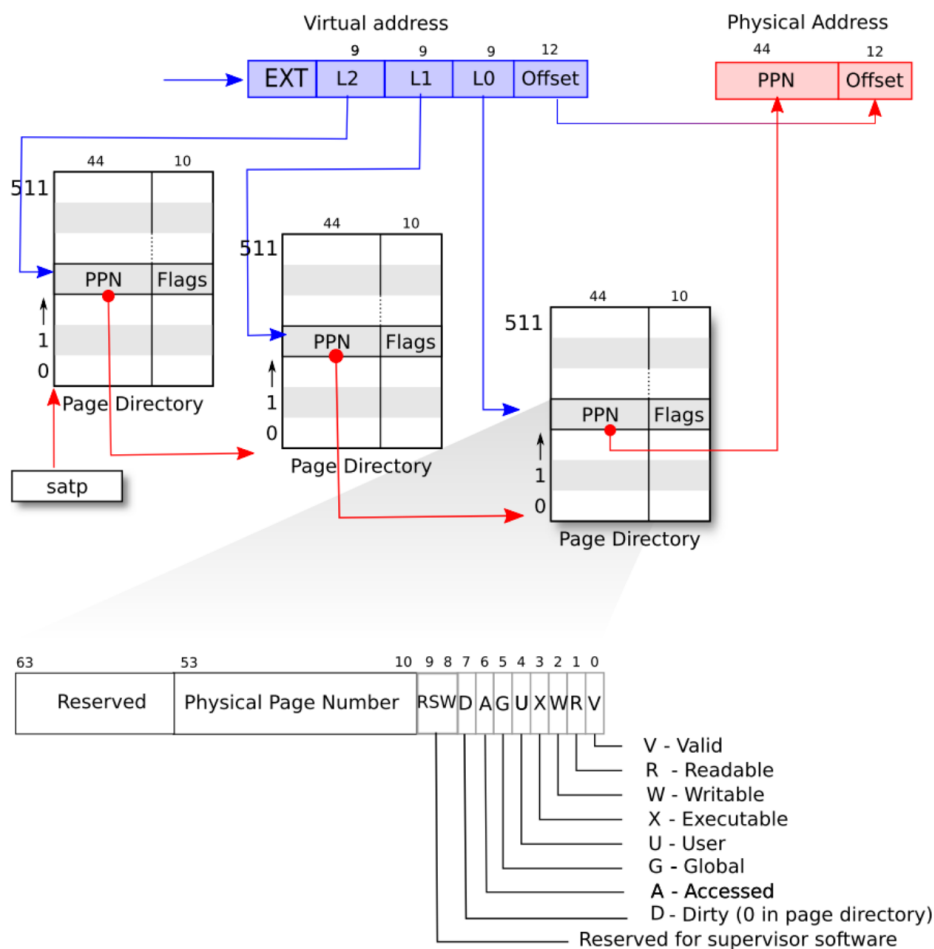 Virtual address
Physical Address
9 9 9 12
44 12
EXT L2 L1 L0 Offset
PPN Offset
44 10
511
PPN Flags
1
0
Page Directory
satp
44 10
511
PPN Flags
1
0
Page Directory
44 10
511
PPN Flags
1
0
Page Directory
63 53 10 9 8 7 6 5 4 3 2 1 0
Reserved Physical Page Number RSW D A G U X W R V
V - Valid
R - Readable
W - Writable
X - Executable
U - User
G - Global
A - Accessed
D - Dirty (0 in page directory)
Reserved for supervisor software